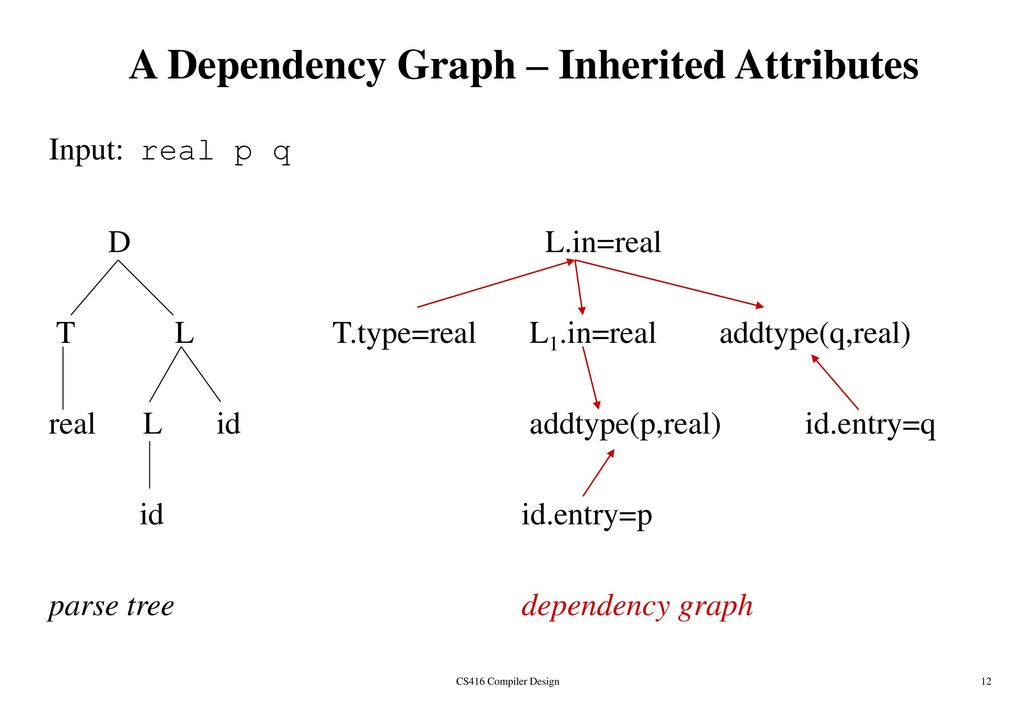 A Dependency Graph – Inherited Attributes
Input: real p q
D L.in=real
T L T.type=real L₁.in=real addtype(q,real)
real L id addtype(p,real) id.entry=q
id id.entry=p
parse tree dependency graph
CS416 Compiler Design 12